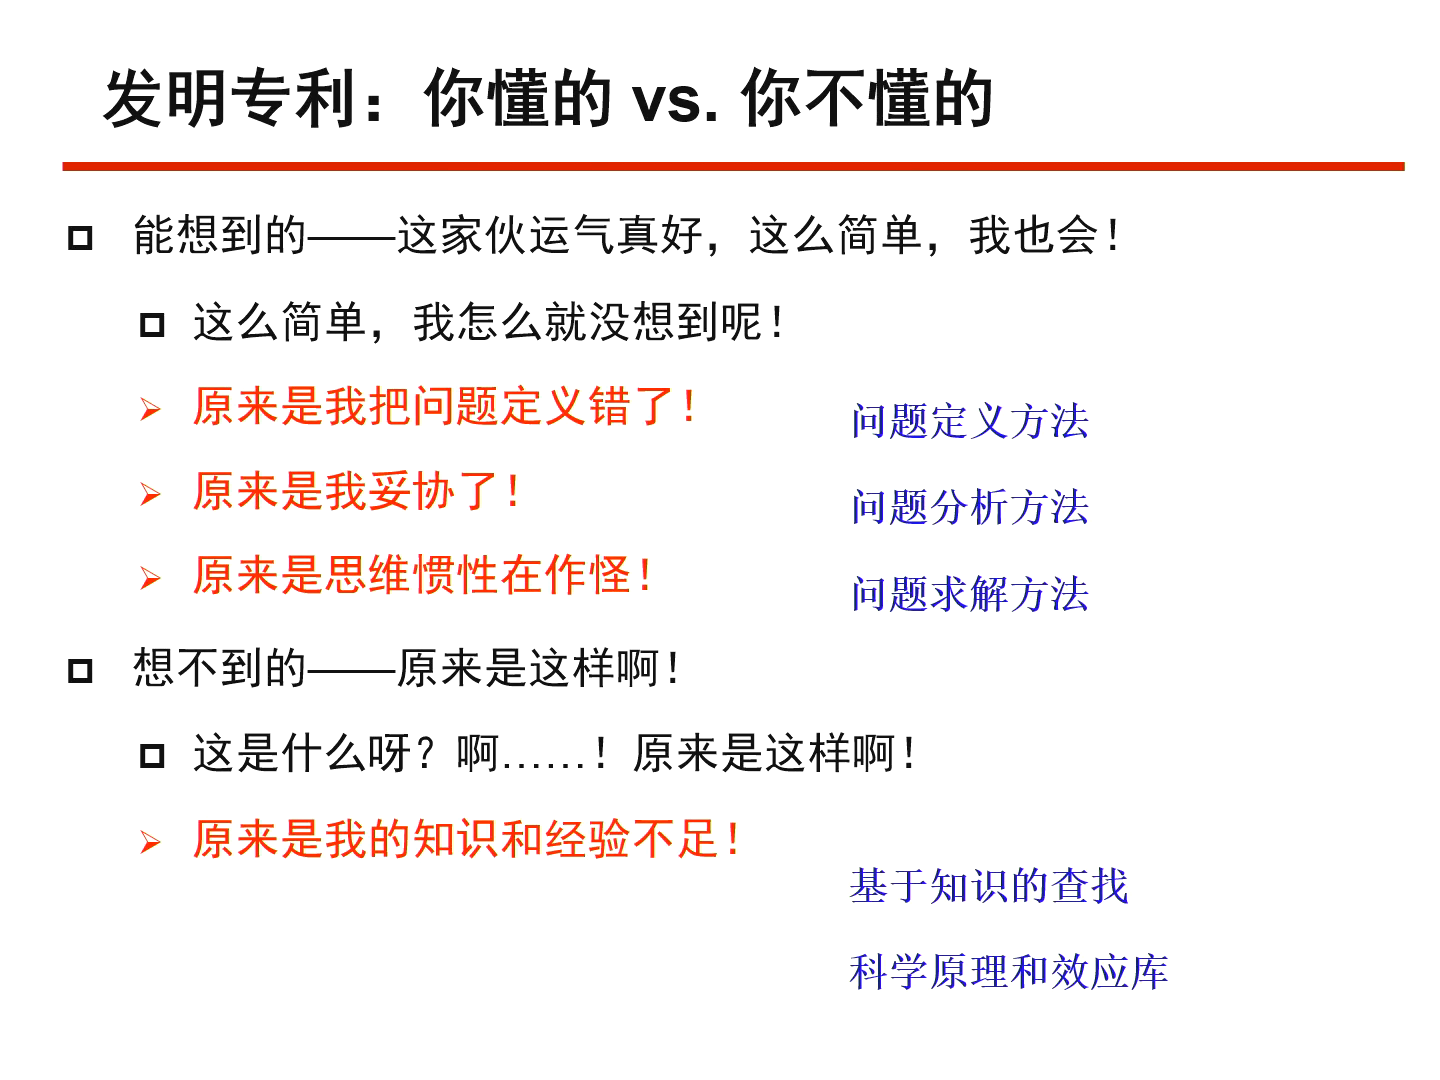 发明专利：你懂的 vs. 你不懂的
能想到的——这家伙运气真好，这么简单，我也会！
这么简单，我怎么就没想到呢！
原来是我把问题定义错了！
问题定义方法
原来是我妥协了！
问题分析方法
原来是思维惯性在作怪！
问题求解方法
想不到的——原来是这样啊！
这是什么呀？啊……！原来是这样啊！
原来是我的知识和经验不足！
基于知识的查找
科学原理和效应库